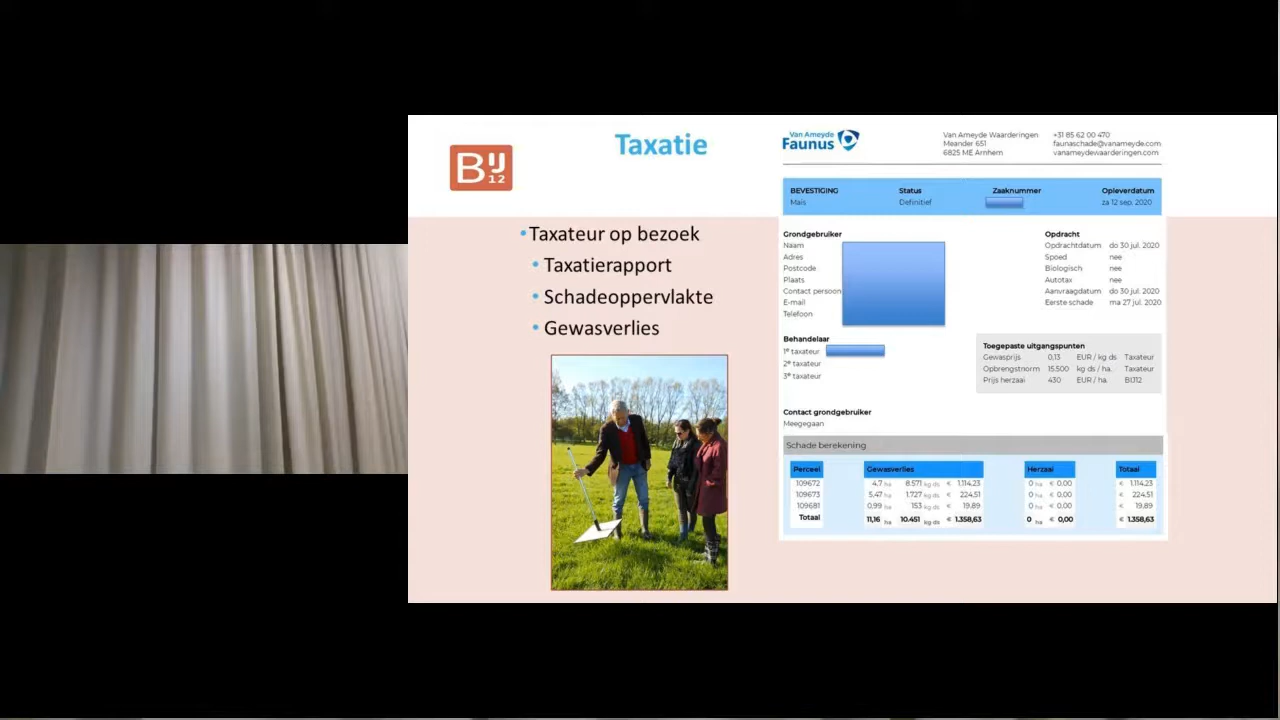 BIJ12
Taxatie
Taxateur op bezoek
Taxatierapport
Schadeoppervlakte
Gewasverlies
Van Ameyde
Faunus
Van Ameyde Waarderingen
Meander 651
6825 ME Arnhem
+31 85 62 00 470
faunaschade@vanameyde.com
vanameydewaarderingen.com
BEVESTIGING Status Zaaknummer Opleverdatum
Mais Definitief za 12 sep. 2020
Grondgebruiker
Naam
Adres
Postcode
Plaats
Contact persoon
E-mail
Telefoon
Opdracht
Opdrachtdatum do 30 jul. 2020
Spoed nee
Biologisch nee
Autotax nee
Aanvraagdatum do 30 jul. 2020
Eerste schade ma 27 jul. 2020
Behandelaar
1e taxateur
2e taxateur
3e taxateur
Toegepaste uitgangspunten
Gewasprijs 0,13 EUR / kg ds Taxateur
Opbrengstnorm 15.500 kg ds / ha. Taxateur
Prijs herzaai 430 EUR / ha. BIJ12
Contact grondgebruiker
Meegegaan
Schade berekening
Perceel Gewasverlies Herzaai Totaal
109672 4,7 ha 8.571 kg ds € 1.114,23 0 ha € 0,00 € 1.114,23
109673 5,47 ha 1.727 kg ds € 224,51 0 ha € 0,00 € 224,51
109681 0,99 ha 153 kg ds € 19,89 0 ha € 0,00 € 19,89
Totaal 11,16 ha 10.451 kg ds € 1.358,63 0 ha € 0,00 € 1.358,63